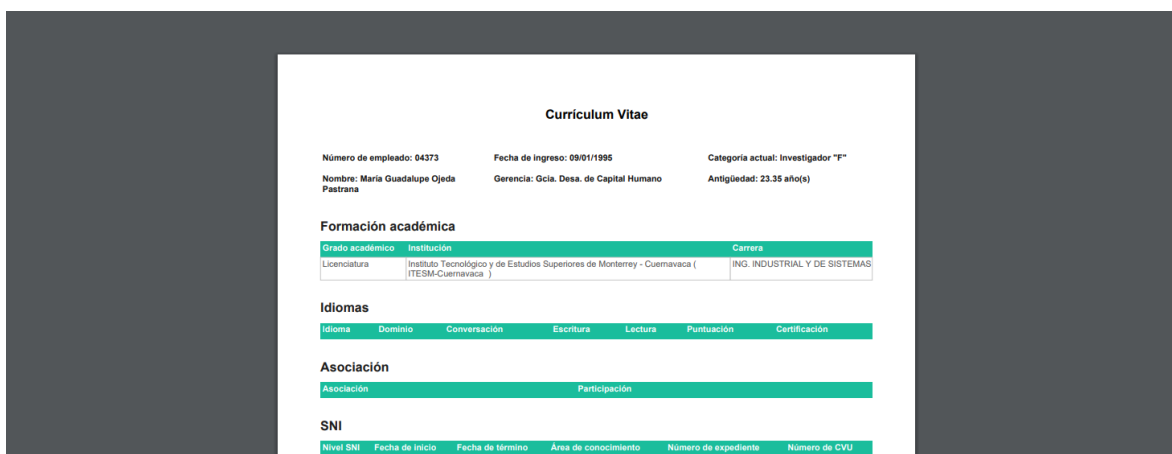 Currículum Vitae
Número de empleado: 04373 Fecha de ingreso: 09/01/1995 Categoría actual: Investigador "F"
Nombre: María Guadalupe Ojeda Gerencia: Gcia. Desa. de Capital Humano Antigüedad: 23.35 año(s)
Pastrana
Formación académica
Grado académico Institución Carrera
Licenciatura Instituto Tecnológico y de Estudios Superiores de Monterrey - Cuernavaca ( ING. INDUSTRIAL Y DE SISTEMAS
ITESM-Cuernavaca )
Idiomas
Idioma Dominio Conversación Escritura Lectura Puntuación Certificación
Asociación
Asociación Participación
SNI
Nivel SNI Fecha de inicio Fecha de término Área de conocimiento Número de expediente Número de CVU